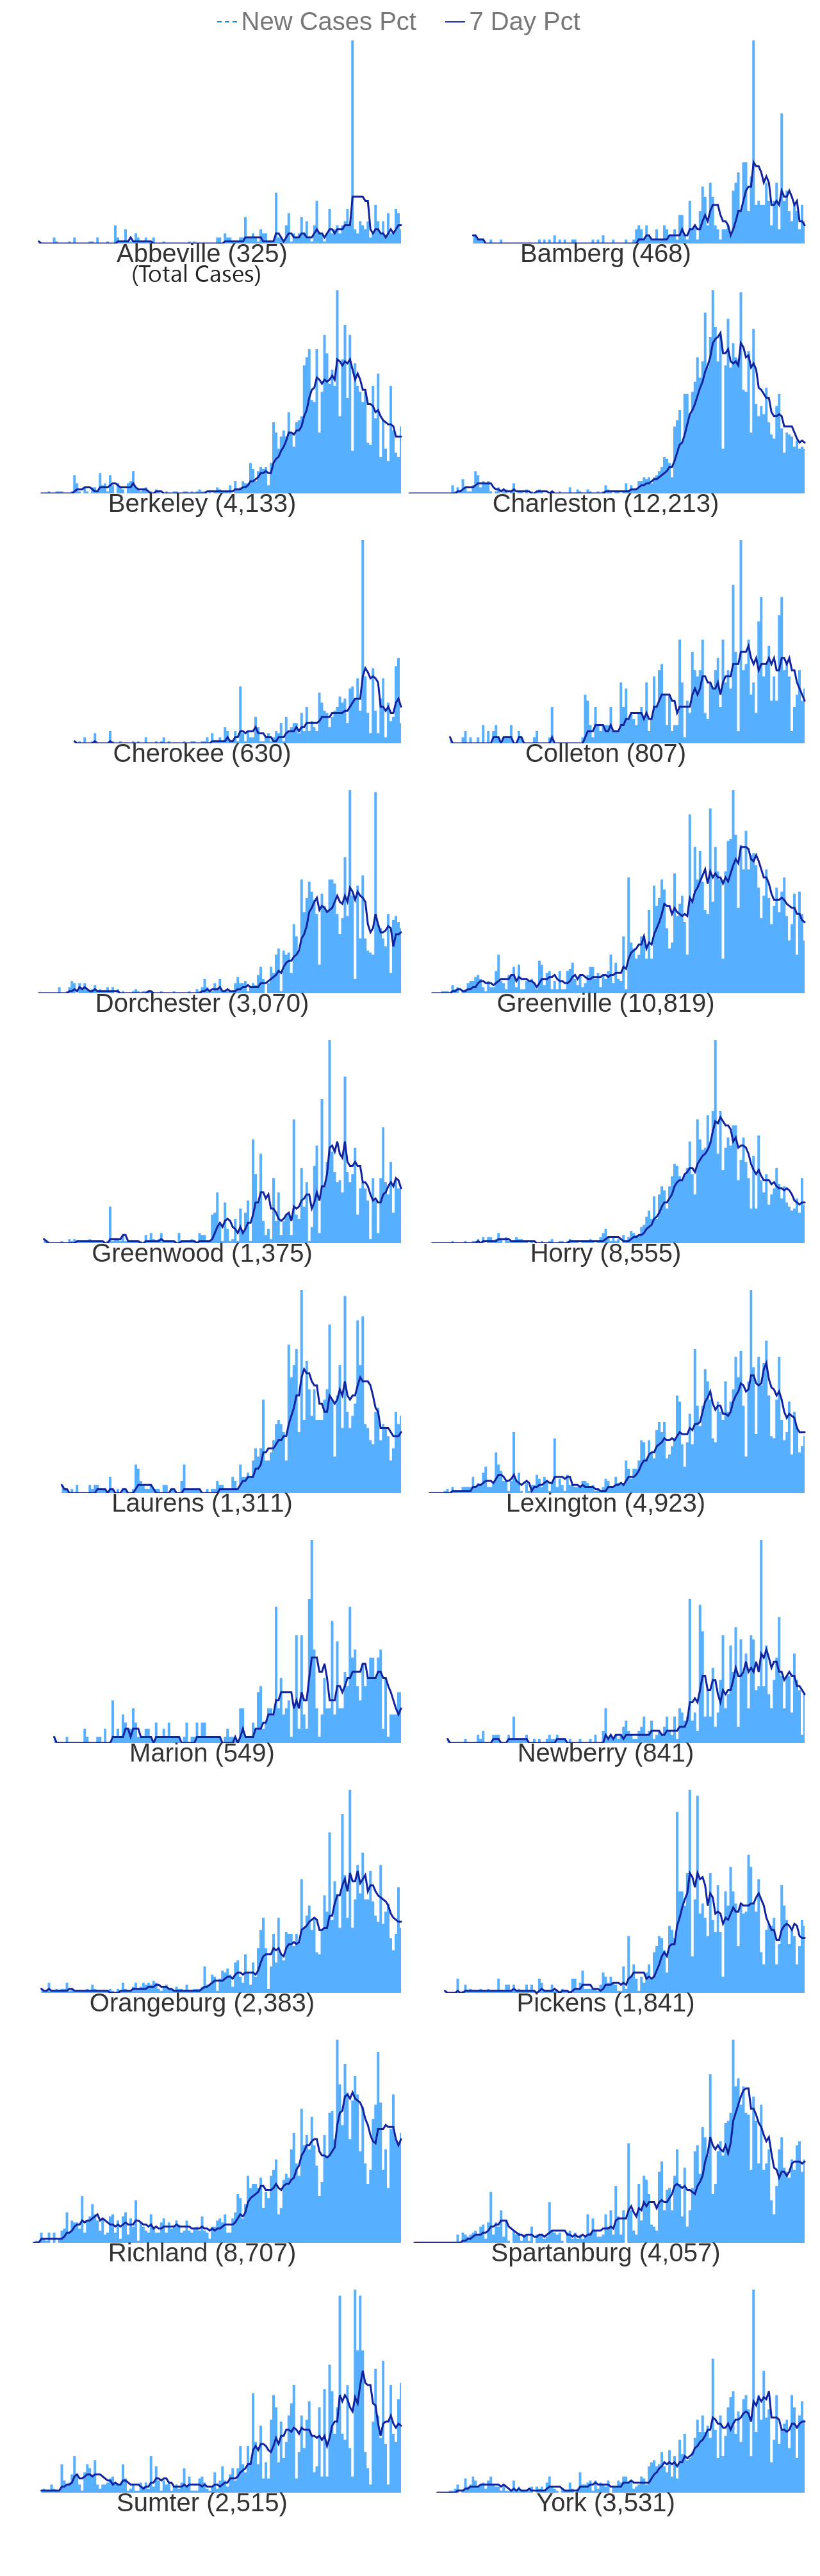 New Cases Pct 7 Day Pct
Abbeville (325) Bamberg (468)
(Total Cases)
Berkeley (4,133) Charleston (12,213)
Cherokee (630) Colleton (807)
Dorchester (3,070) Greenville (10,819)
Greenwood (1,375) Horry (8,555)
Laurens (1,311) Lexington (4,923)
Marion (549) Newberry (841)
Orangeburg (2,383) Pickens (1,841)
Richland (8,707) Spartanburg (4,057)
Sumter (2,515) York (3,531)